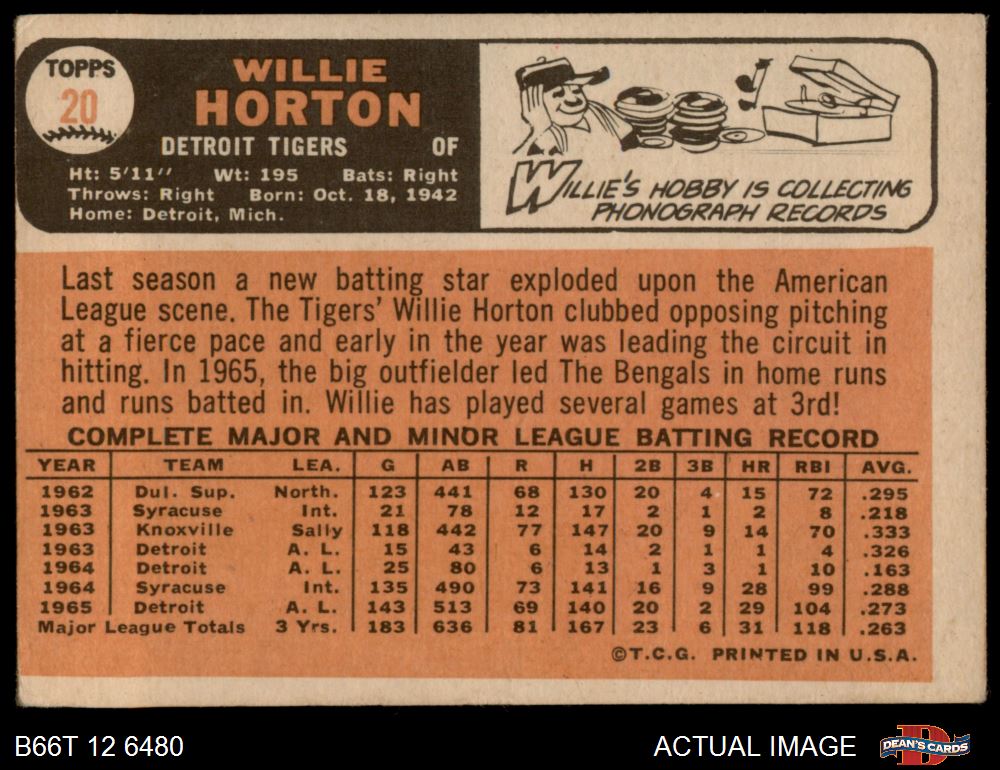 TOPPS
20
WILLIE
HORTON
DETROIT TIGERS OF
Ht: 5'11" Wt: 195 Bats: Right
Throws: Right Born: Oct. 18, 1942
Home: Detroit, Mich.
WILLIE'S HOBBY IS COLLECTING
PHONOGRAPH RECORDS
Last season a new batting star exploded upon the American
League scene. The Tigers' Willie Horton clubbed opposing pitching
at a fierce pace and early in the year was leading the circuit in
hitting. In 1965, the big outfielder led The Bengals in home runs
and runs batted in. Willie has played several games at 3rd!
COMPLETE MAJOR AND MINOR LEAGUE BATTING RECORD
YEAR TEAM LEA. G AB R H 2B 3B HR RBI AVG.
1962 Dul. Sup. North. 123 441 68 130 20 4 15 72 .295
1963 Syracuse Int. 21 78 12 17 2 1 2 8 .218
1963 Knoxville Sally 118 442 77 147 20 9 14 70 .333
1963 Detroit A. L. 15 43 6 14 2 1 1 4 .326
1964 Detroit A. L. 25 80 6 13 1 3 1 10 .163
1964 Syracuse Int. 135 490 73 141 16 9 28 99 .288
1965 Detroit A. L. 143 513 69 140 20 2 29 104 .273
Major League Totals 3 Yrs. 183 636 81 167 23 6 31 118 .263
©T.C.G. PRINTED IN U.S.A.
B66T 12 6480
ACTUAL IMAGE
D
DEAN'S CARDS